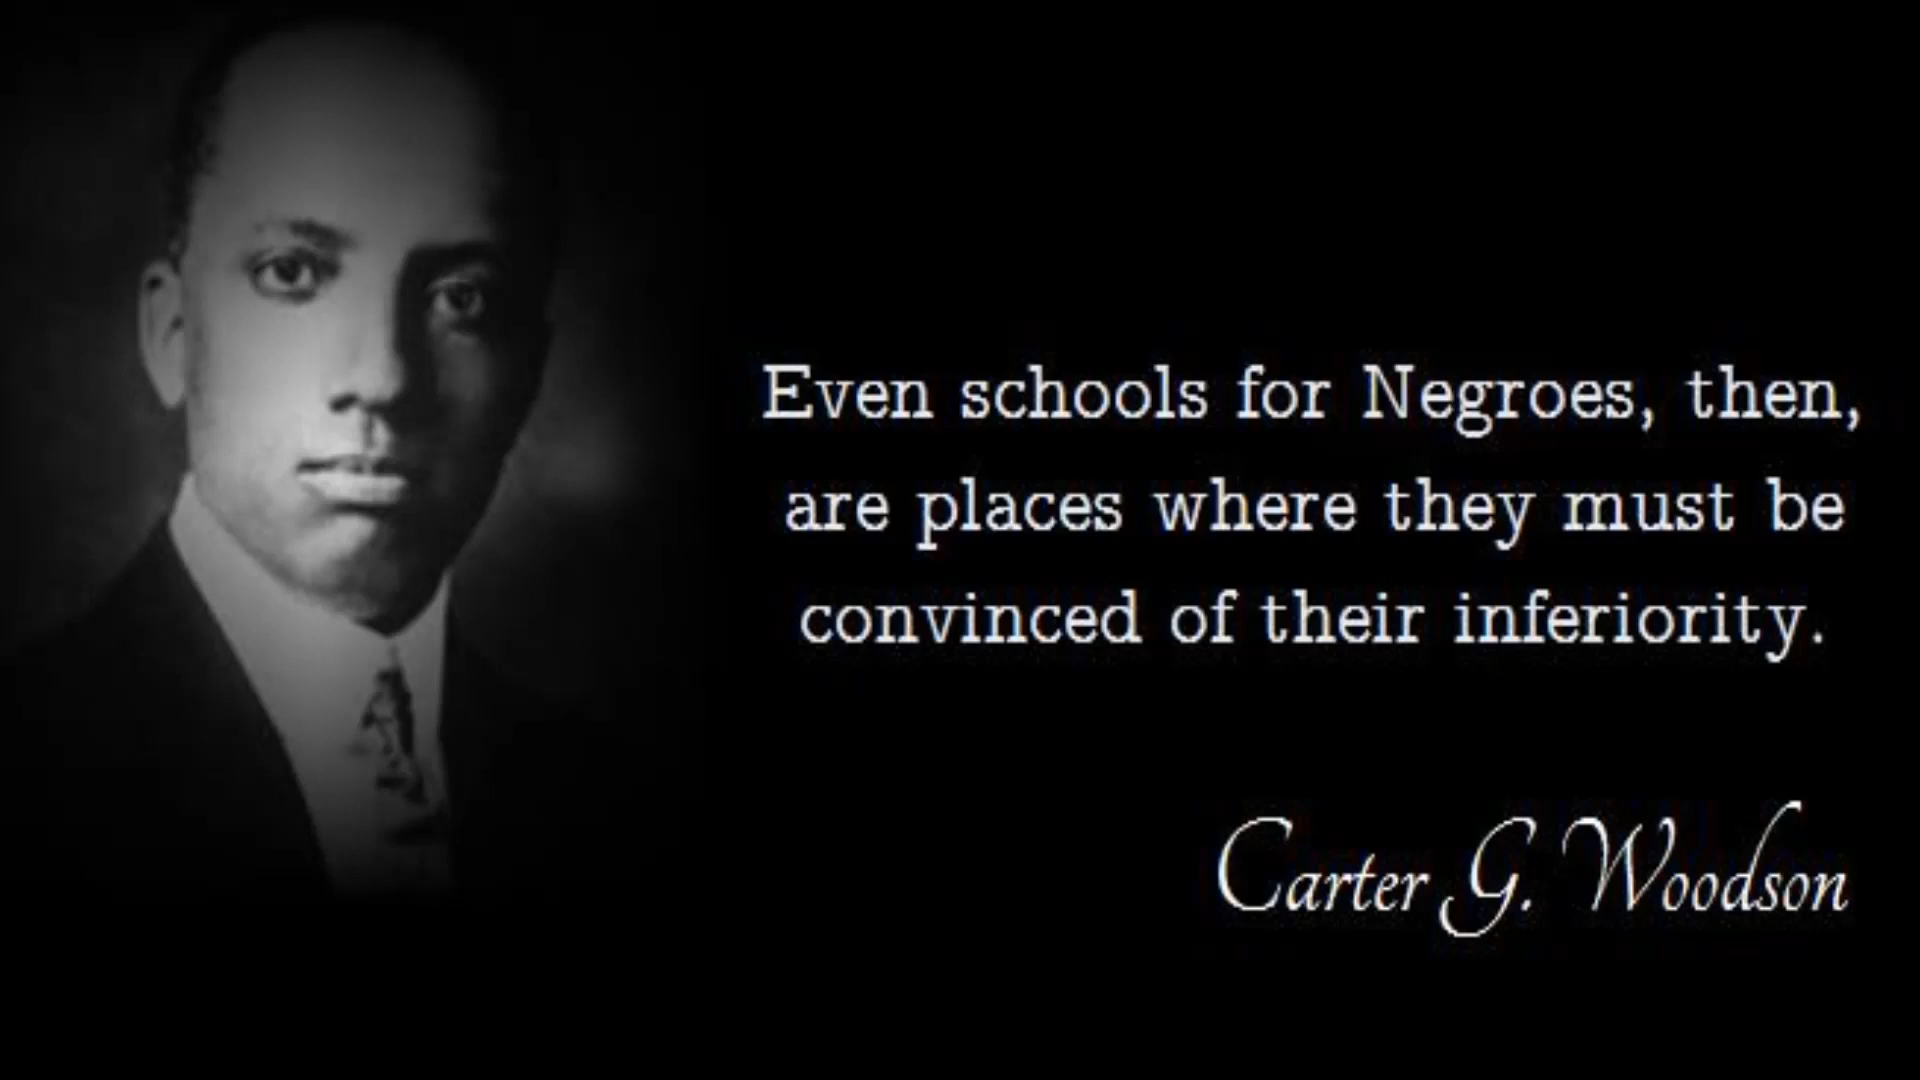 Even schools for Negroes, then,
are places where they must be
convinced of their inferiority.
Carter G. Woodson